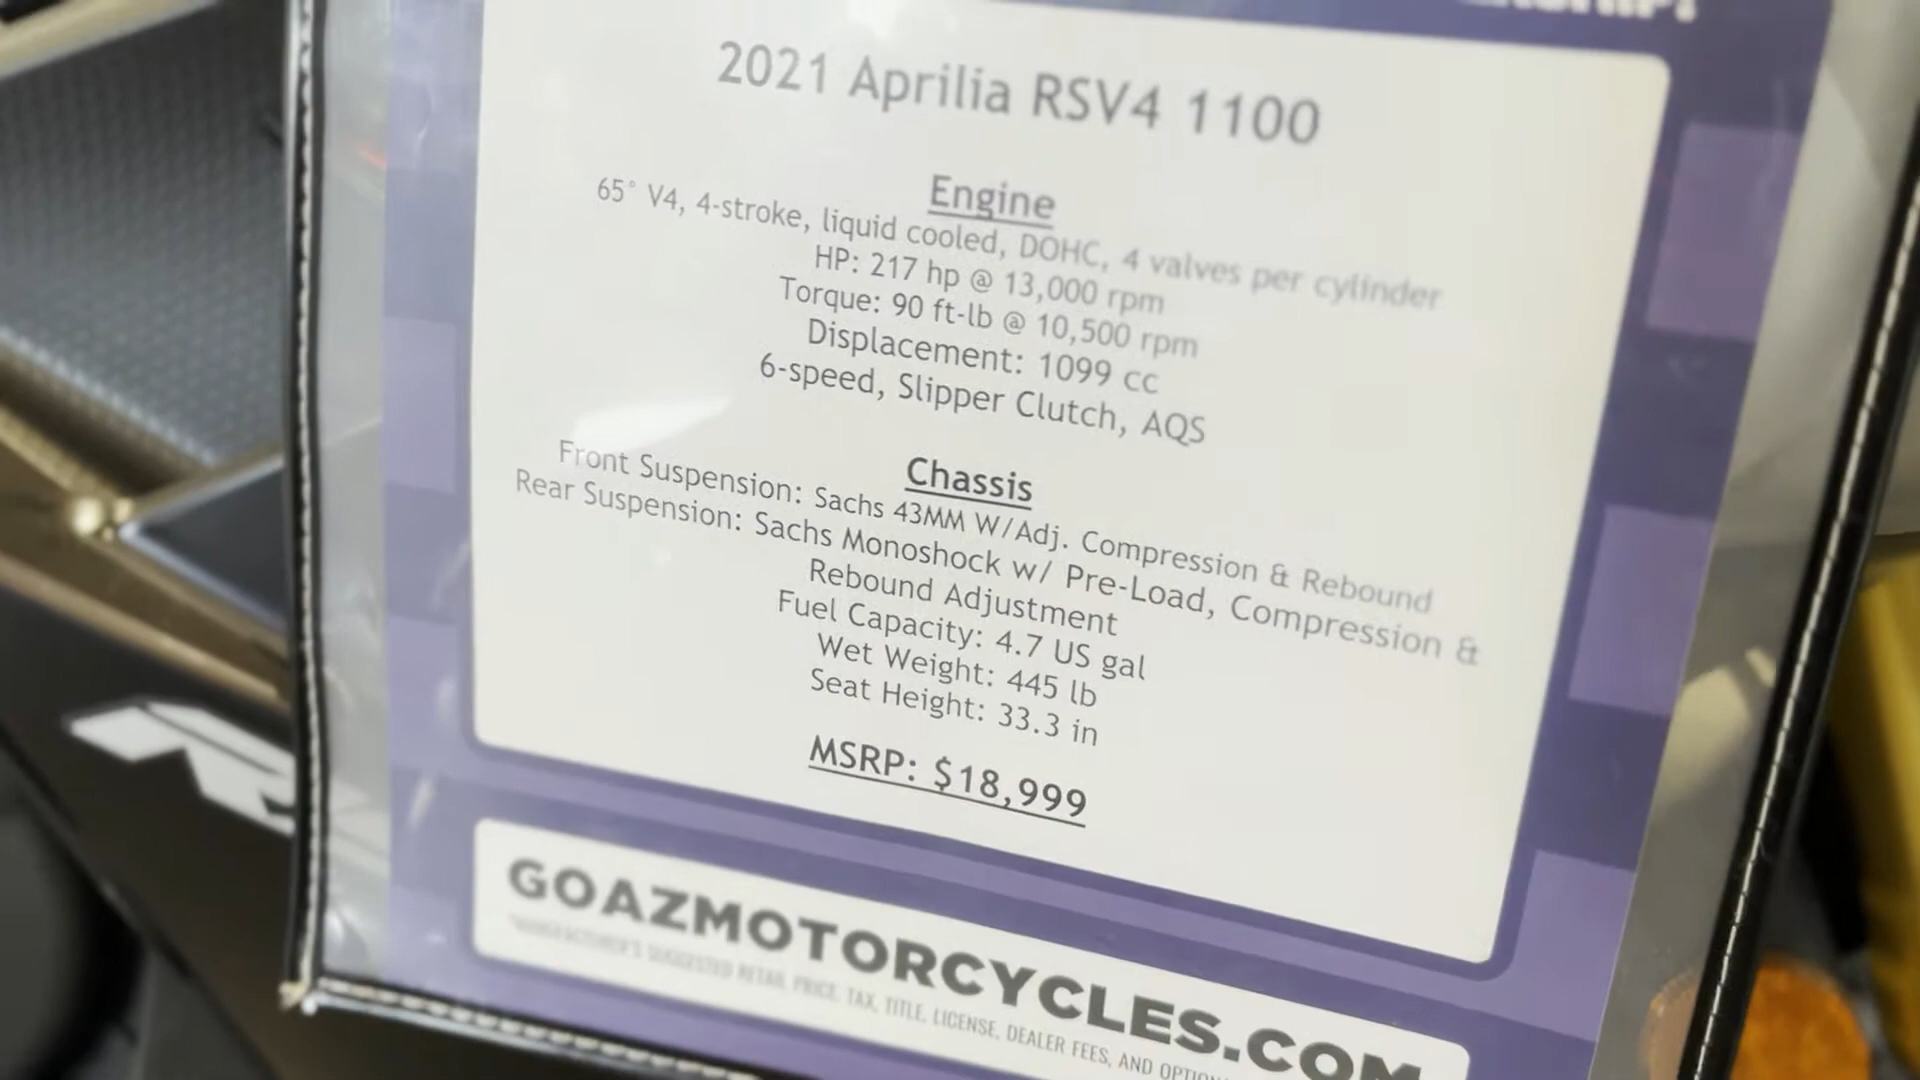 2021 Aprilia RSV4 1100
Engine
65° V4, 4-stroke, liquid cooled, DOHC, 4 valves per cylinder
HP: 217 hp @ 13,000 rpm
Torque: 90 ft-lb @ 10,500 rpm
Displacement: 1099 cc
6-speed, Slipper Clutch, AQS
Chassis
Front Suspension: Sachs 43MM W/Adj. Compression & Rebound
Rear Suspension: Sachs Monoshock w/ Pre-Load, Compression &
Rebound Adjustment
Fuel Capacity: 4.7 US gal
Wet Weight: 445 lb
Seat Height: 33.3 in
MSRP: $18,999
GOAZMOTORCYCLES.COM
*MANUFACTURER'S SUGGESTED RETAIL PRICE. TAX, TITLE, LICENSE, DEALER FEES, AND